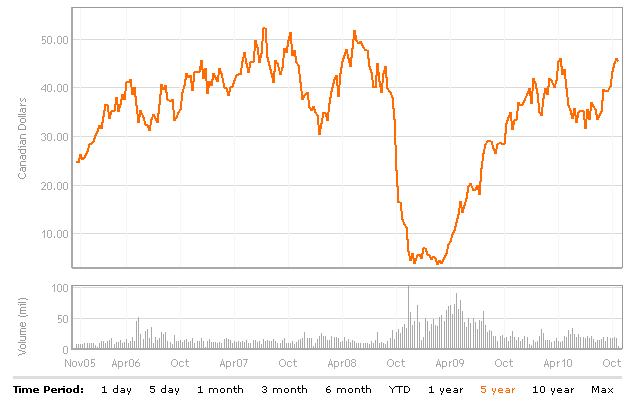 50.00
40.00
30.00
20.00
10.00
Canadian Dollars
100
50
0
Volume (mil)
Nov05 Apr06 Oct Apr07 Oct Apr08 Oct Apr09 Oct Apr10 Oct
Time Period: 1 day 5 day 1 month 3 month 6 month YTD 1 year 5 year 10 year Max